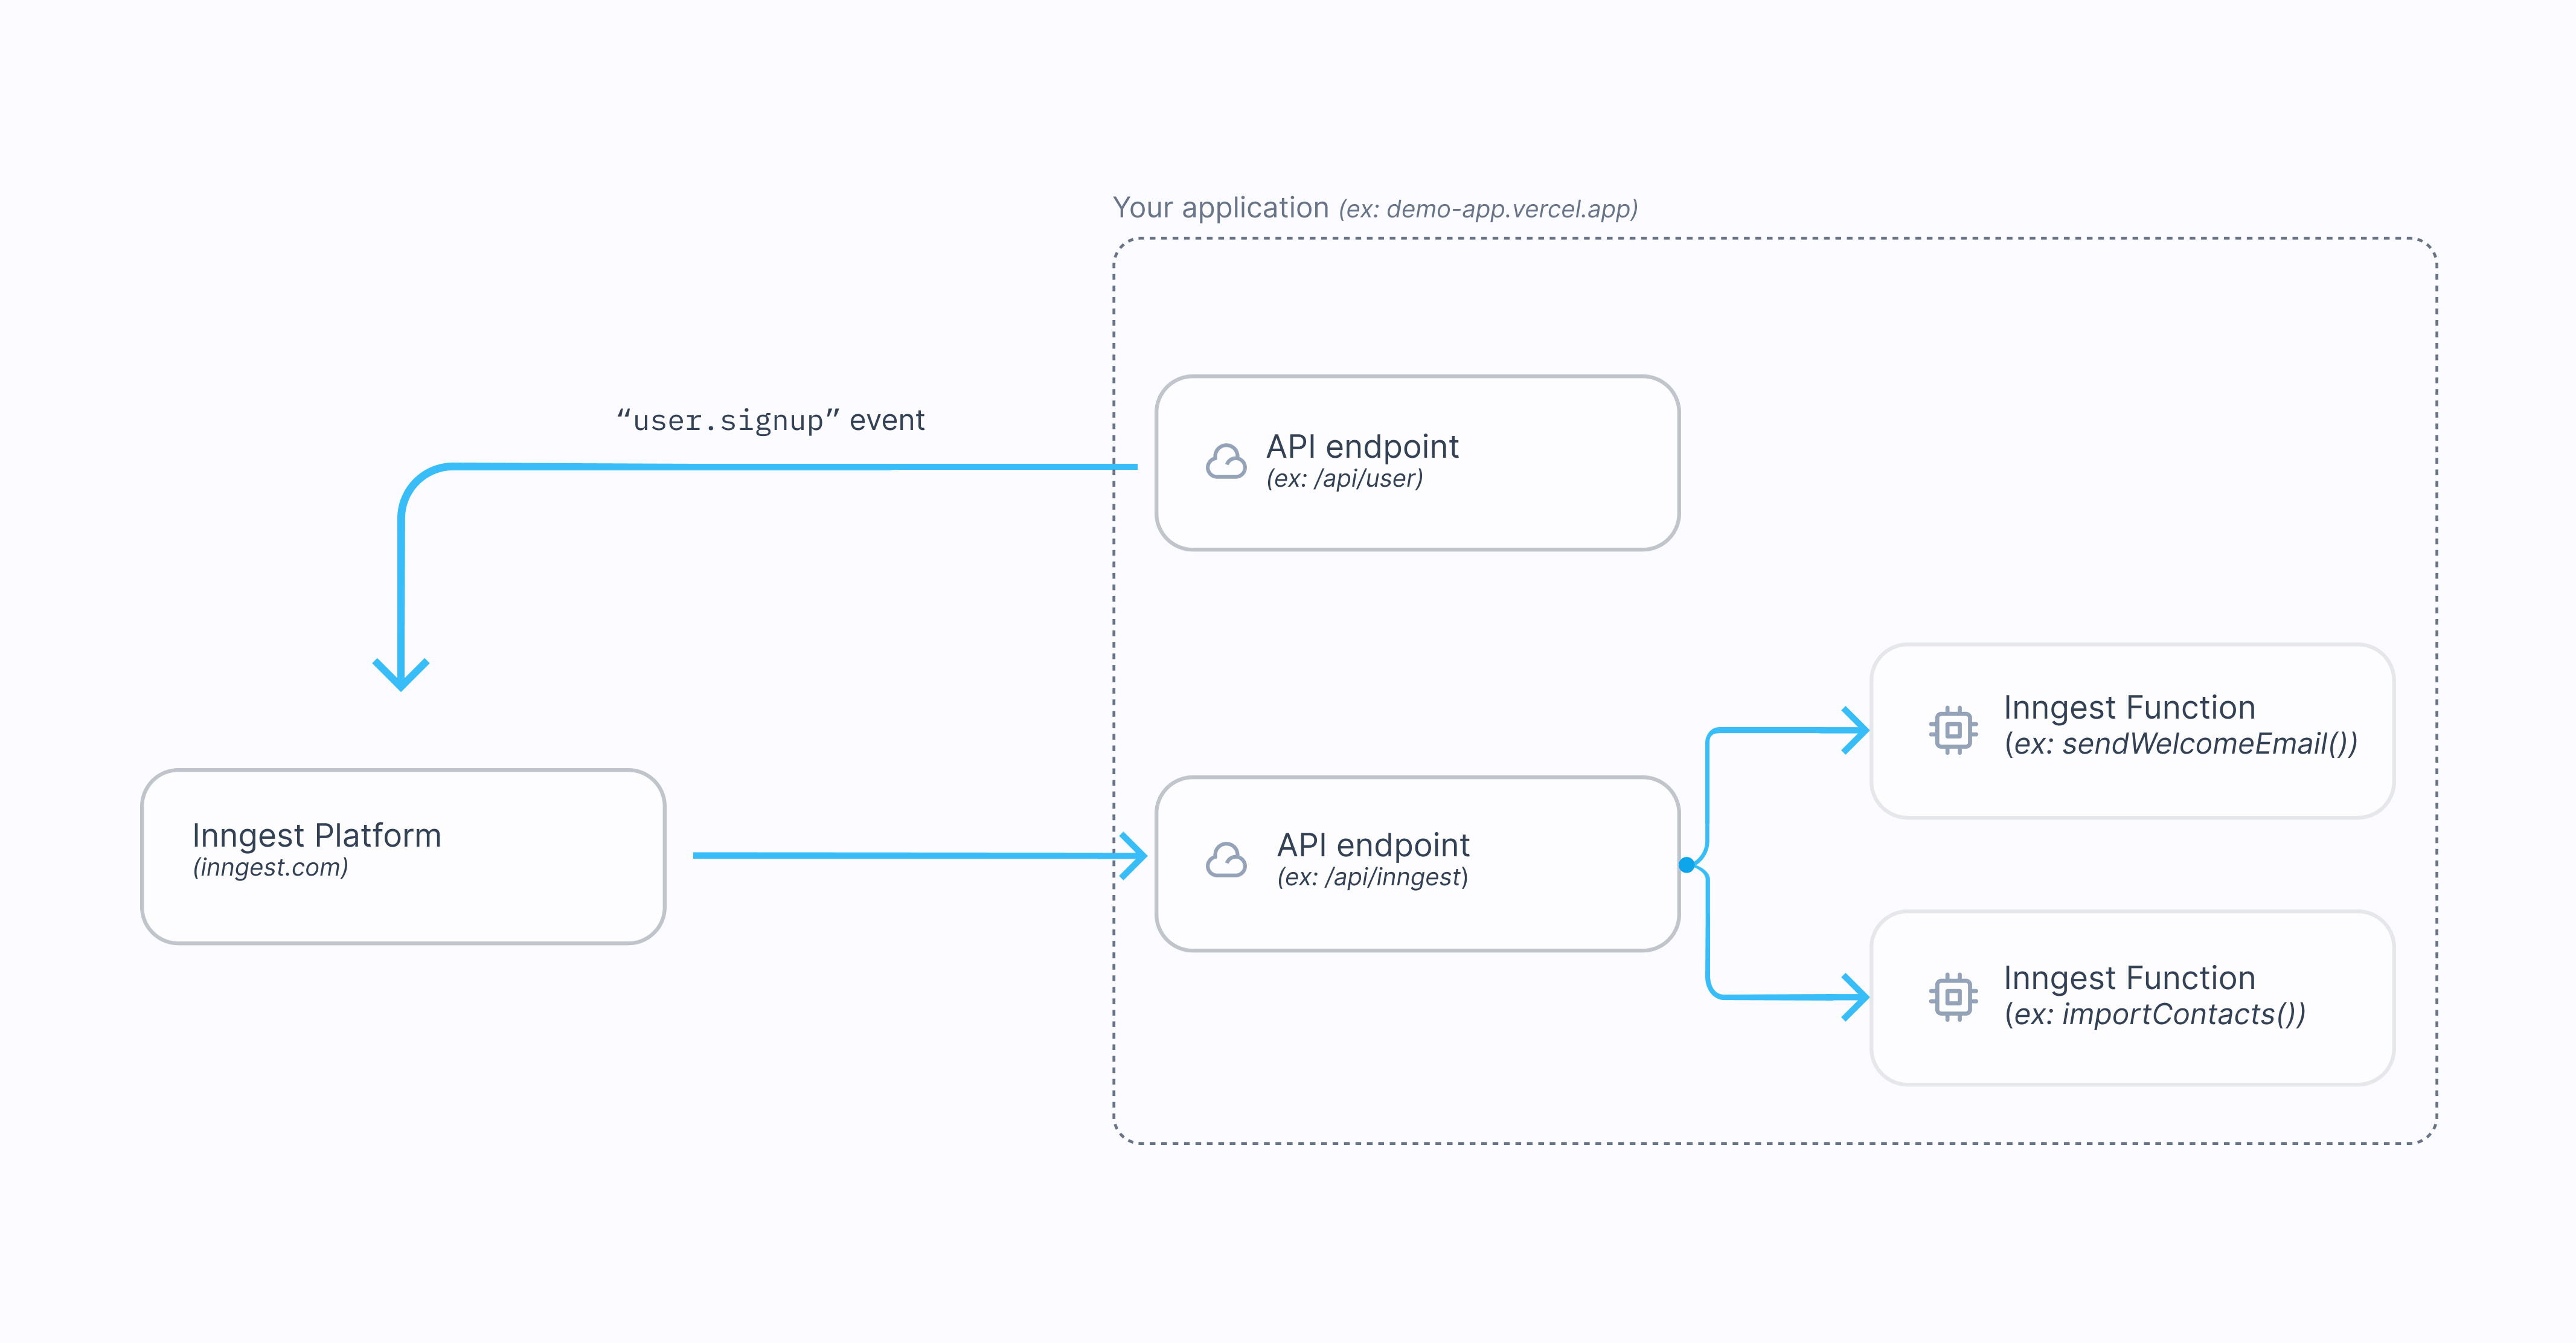 Your application (ex: demo-app.vercel.app)
“user.signup” event
API endpoint
(ex: /api/user)
Inngest Platform
(inngest.com)
API endpoint
(ex: /api/inngest)
Inngest Function
(ex: sendWelcomeEmail())
Inngest Function
(ex: importContacts())